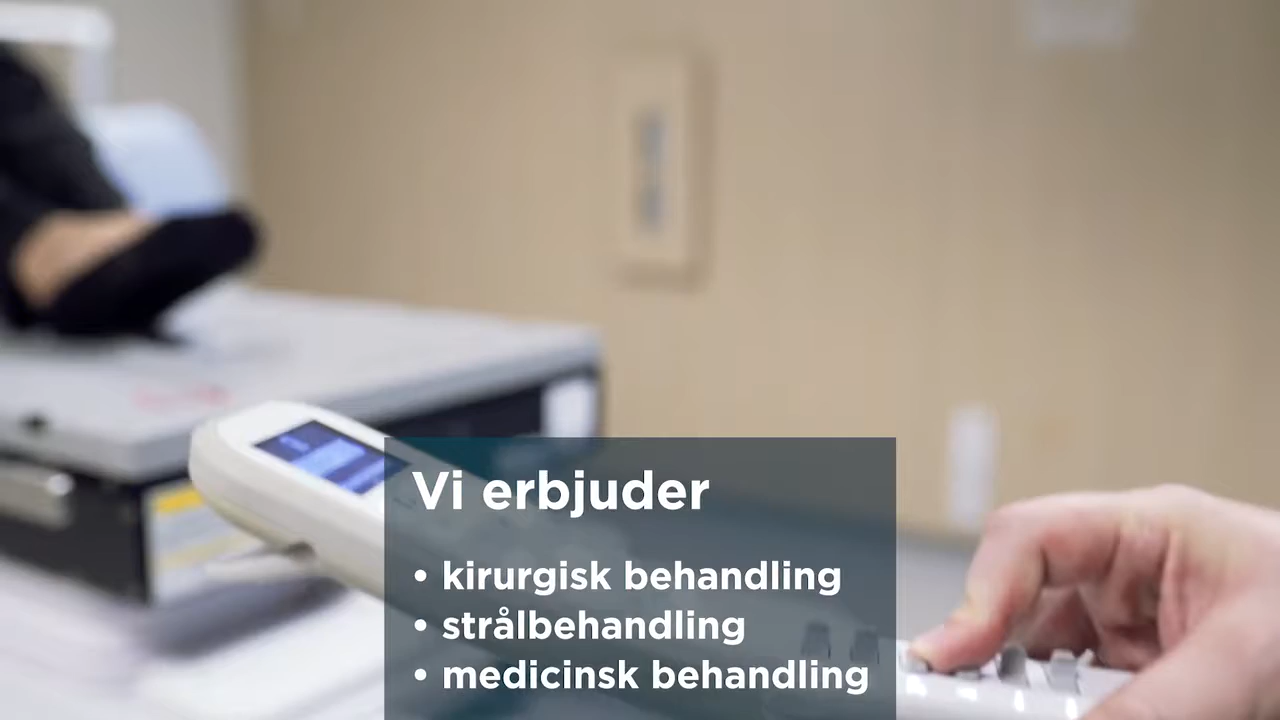 Vi erbjuder
• kirurgisk behandling
• strålbehandling
• medicinsk behandling